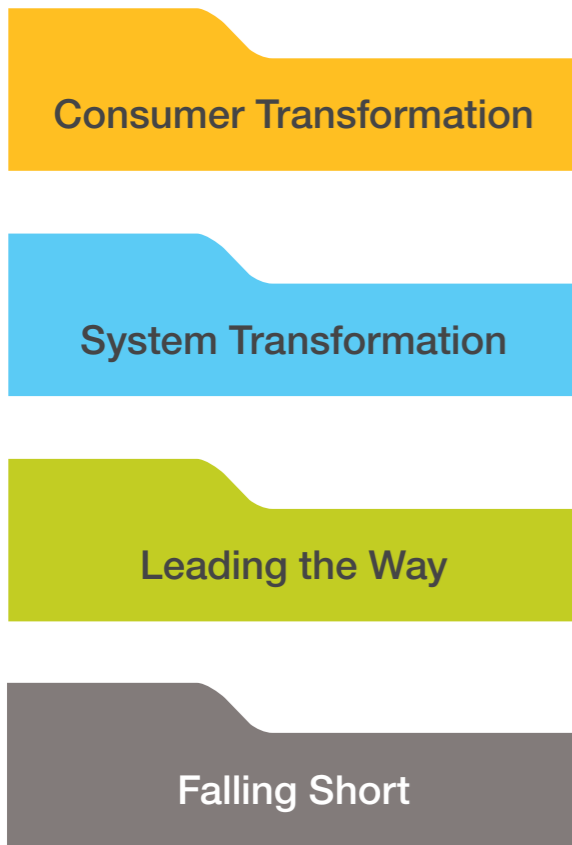 Consumer Transformation
System Transformation
Leading the Way
Falling Short